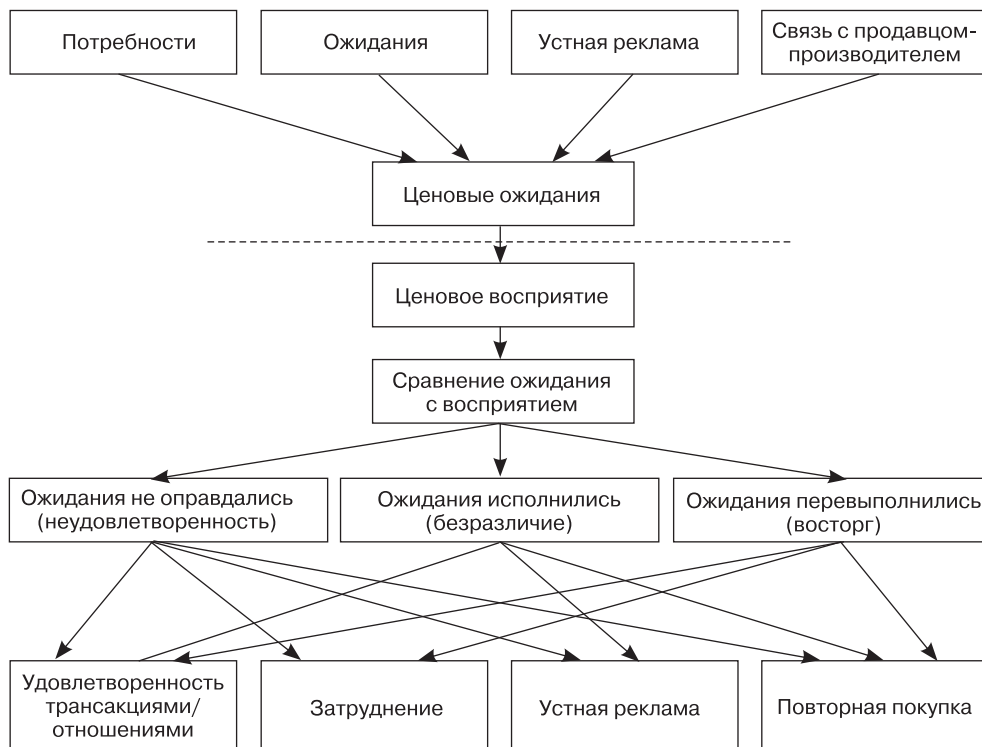 Потребности
Ожидания
Устная реклама
Связь с продавцом-
производителем
Ценовые ожидания
Ценовое восприятие
Сравнение ожидания
с восприятием
Ожидания не оправдались
(неудовлетворенность)
Ожидания исполнились
(безразличие)
Ожидания перевыполнились
(восторг)
Удовлетворенность
трансакциями/
отношениями
Затруднение
Устная реклама
Повторная покупка